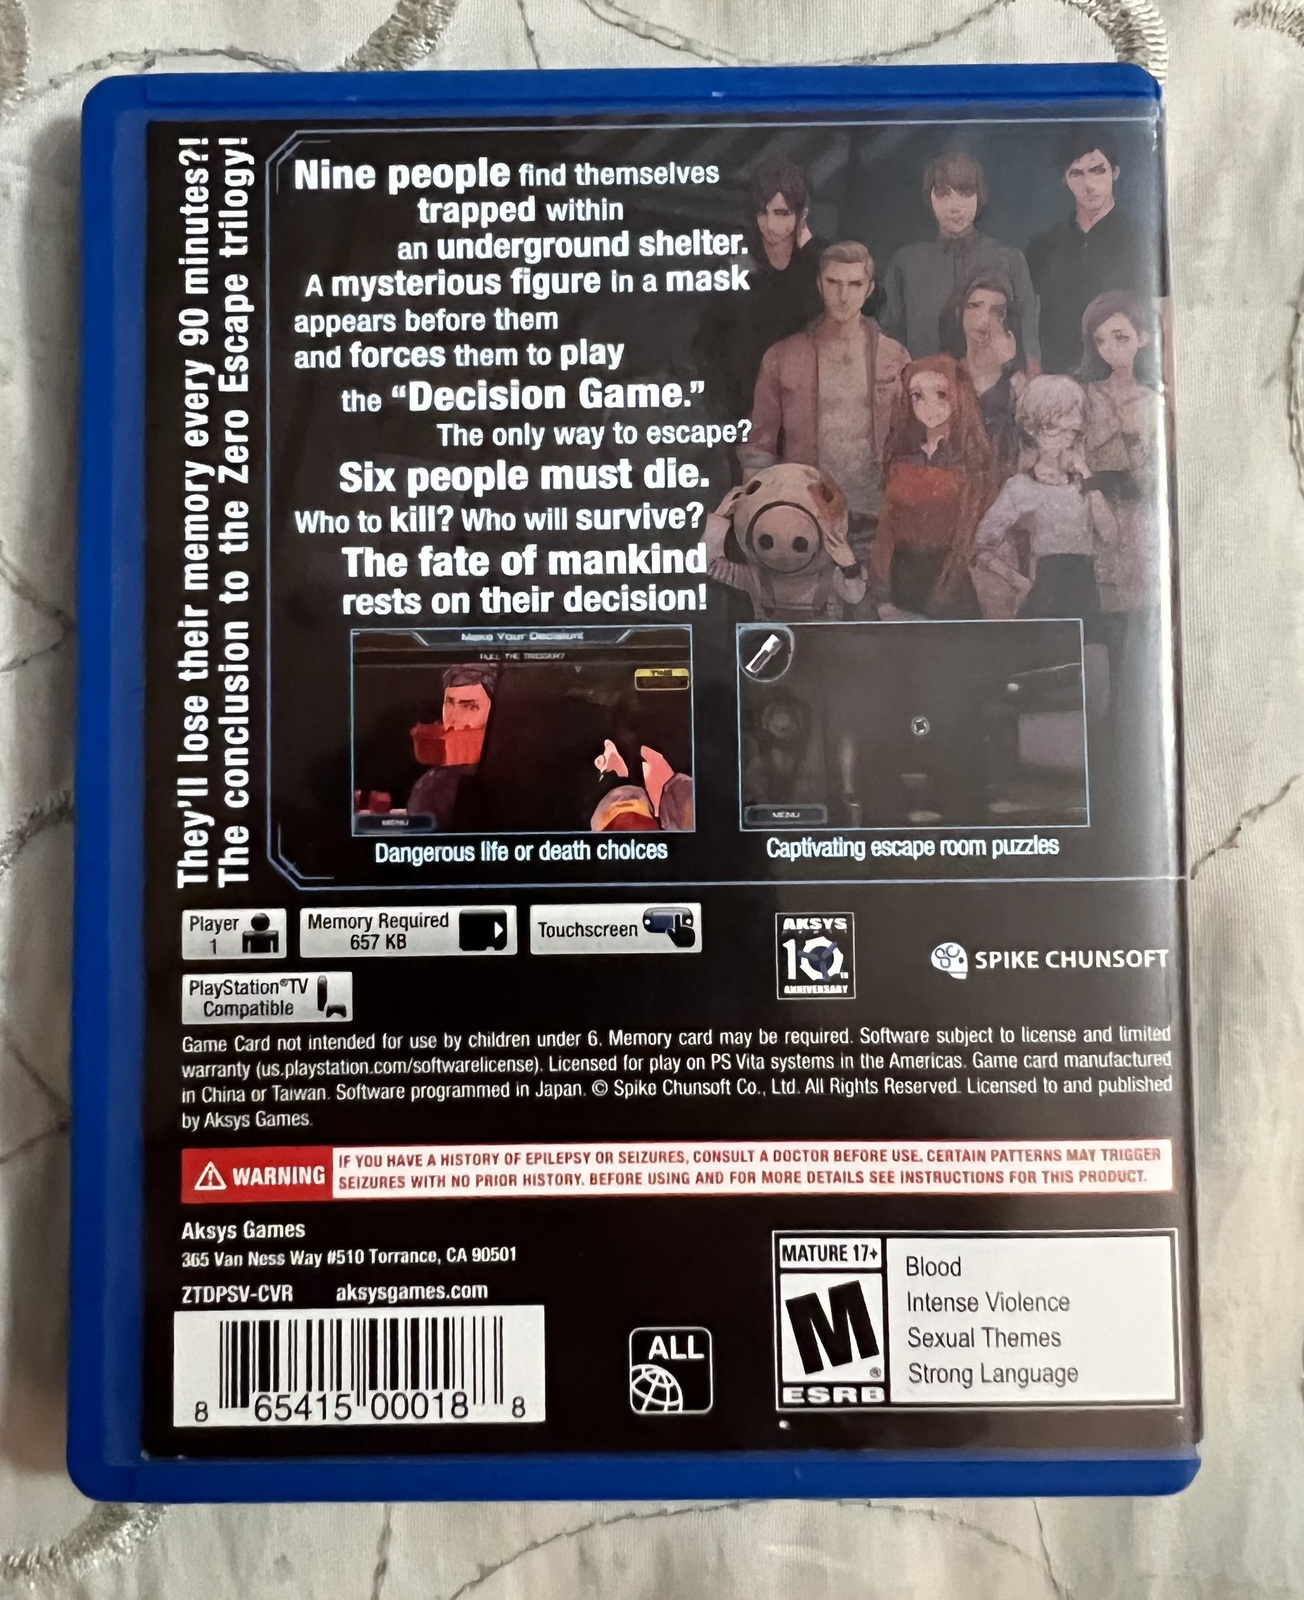 They'll lose their memory every 90 minutes?!
The conclusion to the Zero Escape trilogy!
Nine people find themselves
trapped within
an underground shelter.
A mysterious figure in a mask
appears before them
and forces them to play
the “Decision Game.”
The only way to escape?
Six people must die.
Who to kill? Who will survive?
The fate of mankind
rests on their decision!
Make Your Decision!
PULL THE TRIGGER?
TIME
MENU
MENU
Dangerous life or death choices
Captivating escape room puzzles
Player
1
Memory Required
657 KB
Touchscreen
PlayStation®TV
Compatible
AKSYS
10TH
ANNIVERSARY
SPIKE CHUNSOFT
Game Card not intended for use by children under 6. Memory card may be required. Software subject to license and limited
warranty (us.playstation.com/softwarelicense). Licensed for play on PS Vita systems in the Americas. Game card manufactured
in China or Taiwan. Software programmed in Japan. © Spike Chunsoft Co., Ltd. All Rights Reserved. Licensed to and published
by Aksys Games.
WARNING
IF YOU HAVE A HISTORY OF EPILEPSY OR SEIZURES, CONSULT A DOCTOR BEFORE USE. CERTAIN PATTERNS MAY TRIGGER
SEIZURES WITH NO PRIOR HISTORY. BEFORE USING AND FOR MORE DETAILS SEE INSTRUCTIONS FOR THIS PRODUCT.
Aksys Games
365 Van Ness Way #510 Torrance, CA 90501
ZTDPSV-CVR aksysgames.com
8 65415 00018 8
ALL
MATURE 17+
M
®
ESRB
Blood
Intense Violence
Sexual Themes
Strong Language